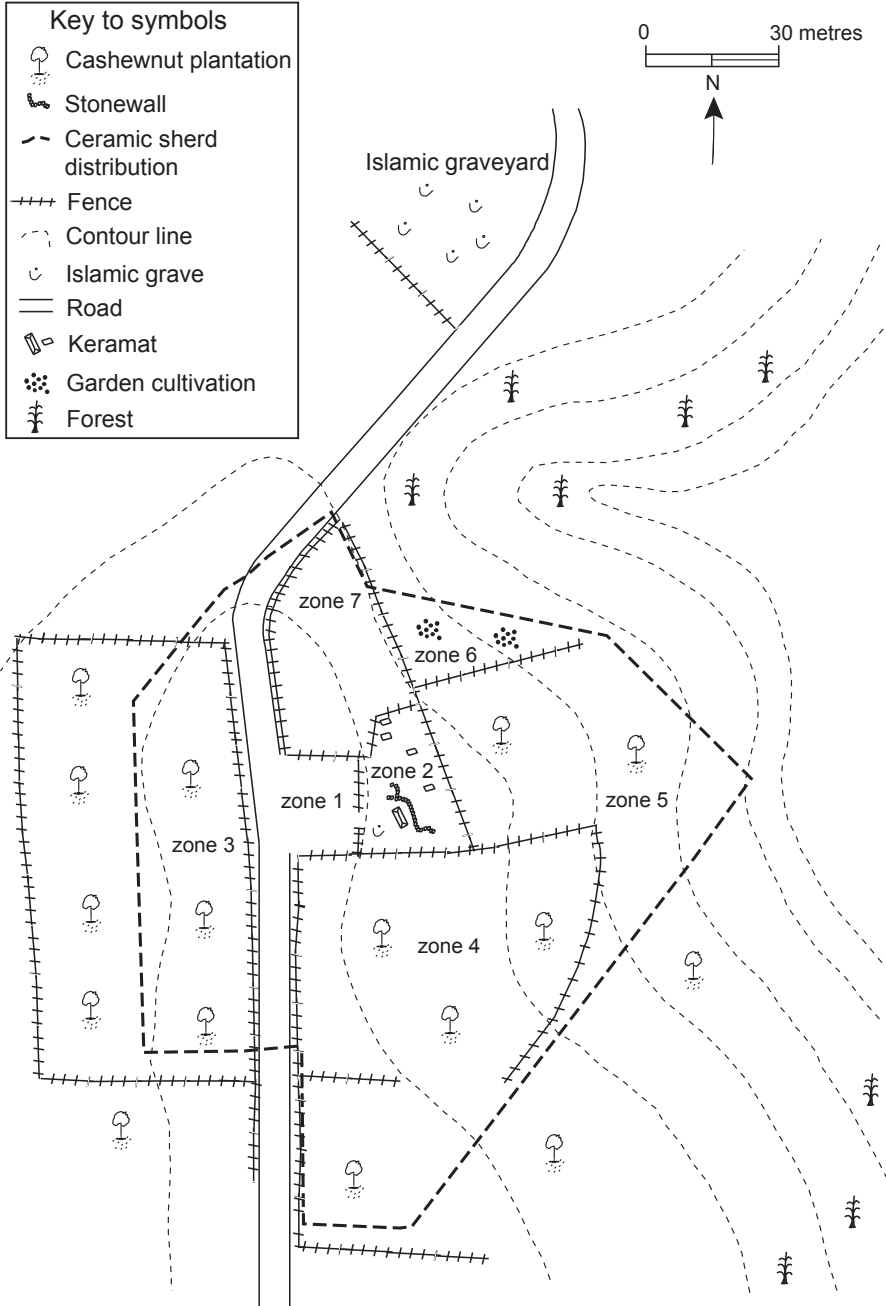 Key to symbols
Cashewnut plantation
Stonewall
Ceramic sherd
distribution
Fence
Contour line
Islamic grave
Road
Keramat
Garden cultivation
Forest
0 30 metres
N
Islamic graveyard
zone 7
zone 6
zone 2
zone 1
zone 5
zone 3
zone 4